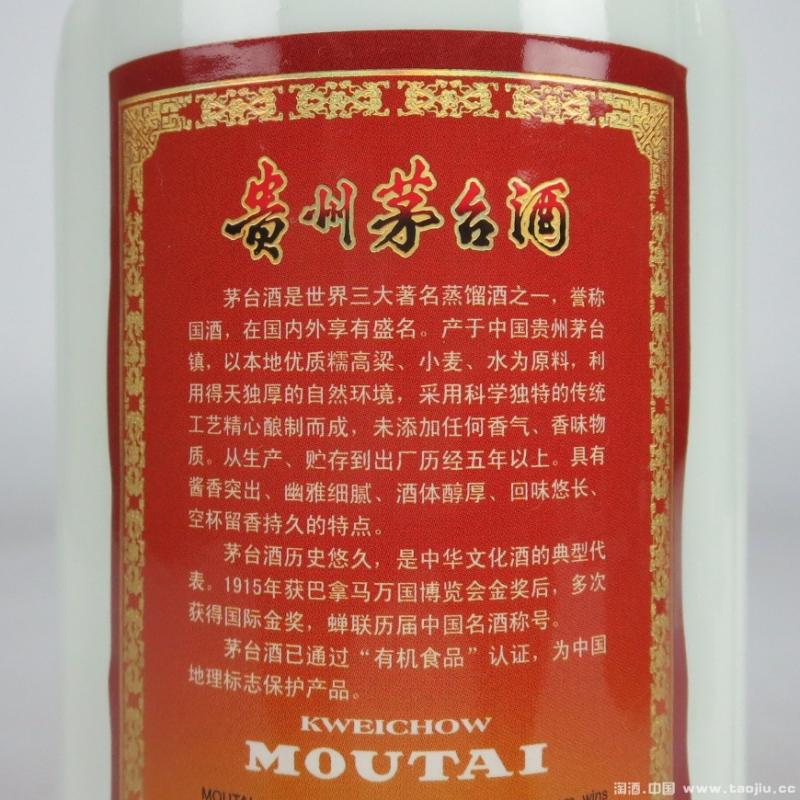 贵州茅台酒
茅台酒是世界三大著名蒸馏酒之一，誉称
国酒，在国内外享有盛名。产于中国贵州茅台
镇，以本地优质糯高粱、小麦、水为原料，利
用得天独厚的自然环境，采用科学独特的传统
工艺精心酿制而成，未添加任何香气、香味物
质。从生产、贮存到出厂历经五年以上。具有
酱香突出、幽雅细腻、酒体醇厚、回味悠长、
空杯留香持久的特点。
茅台酒历史悠久，是中华文化酒的典型代
表。1915年获巴拿马万国博览会金奖后，多次
获得国际金奖，蝉联历届中国名酒称号。
茅台酒已通过“有机食品”认证，为中国
地理标志保护产品。
KWEICHOW
MOUTAI
wins
淘酒.中国 www.taojiu.cc